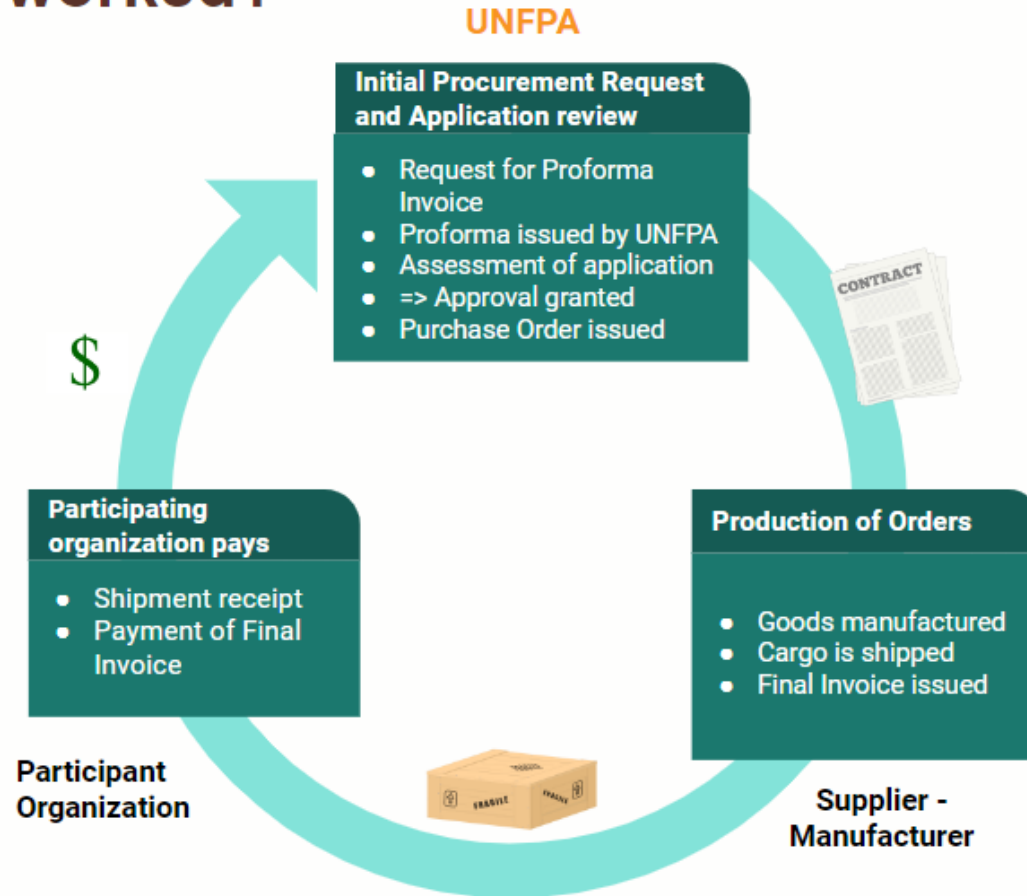 UNFPA
Initial Procurement Request
and Application review
● Request for Proforma
Invoice
● Proforma issued by UNFPA
● Assessment of application
● => Approval granted
● Purchase Order issued
CONTRACT
$
Participating
organization pays
● Shipment receipt
● Payment of Final
Invoice
Production of Orders
● Goods manufactured
● Cargo is shipped
● Final Invoice issued
Participant
Organization
FRAGILE
FRAGILE
Supplier -
Manufacturer